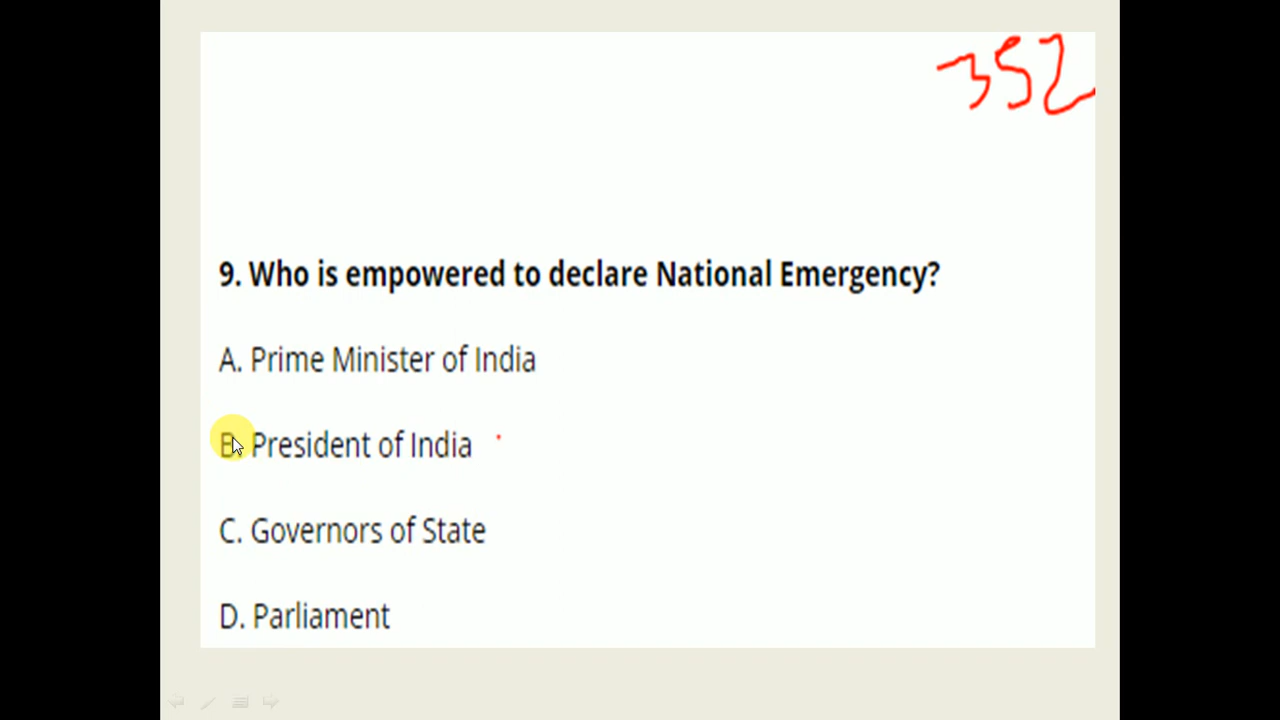 352
9. Who is empowered to declare National Emergency?
A. Prime Minister of India
B. President of India
C. Governors of State
D. Parliament